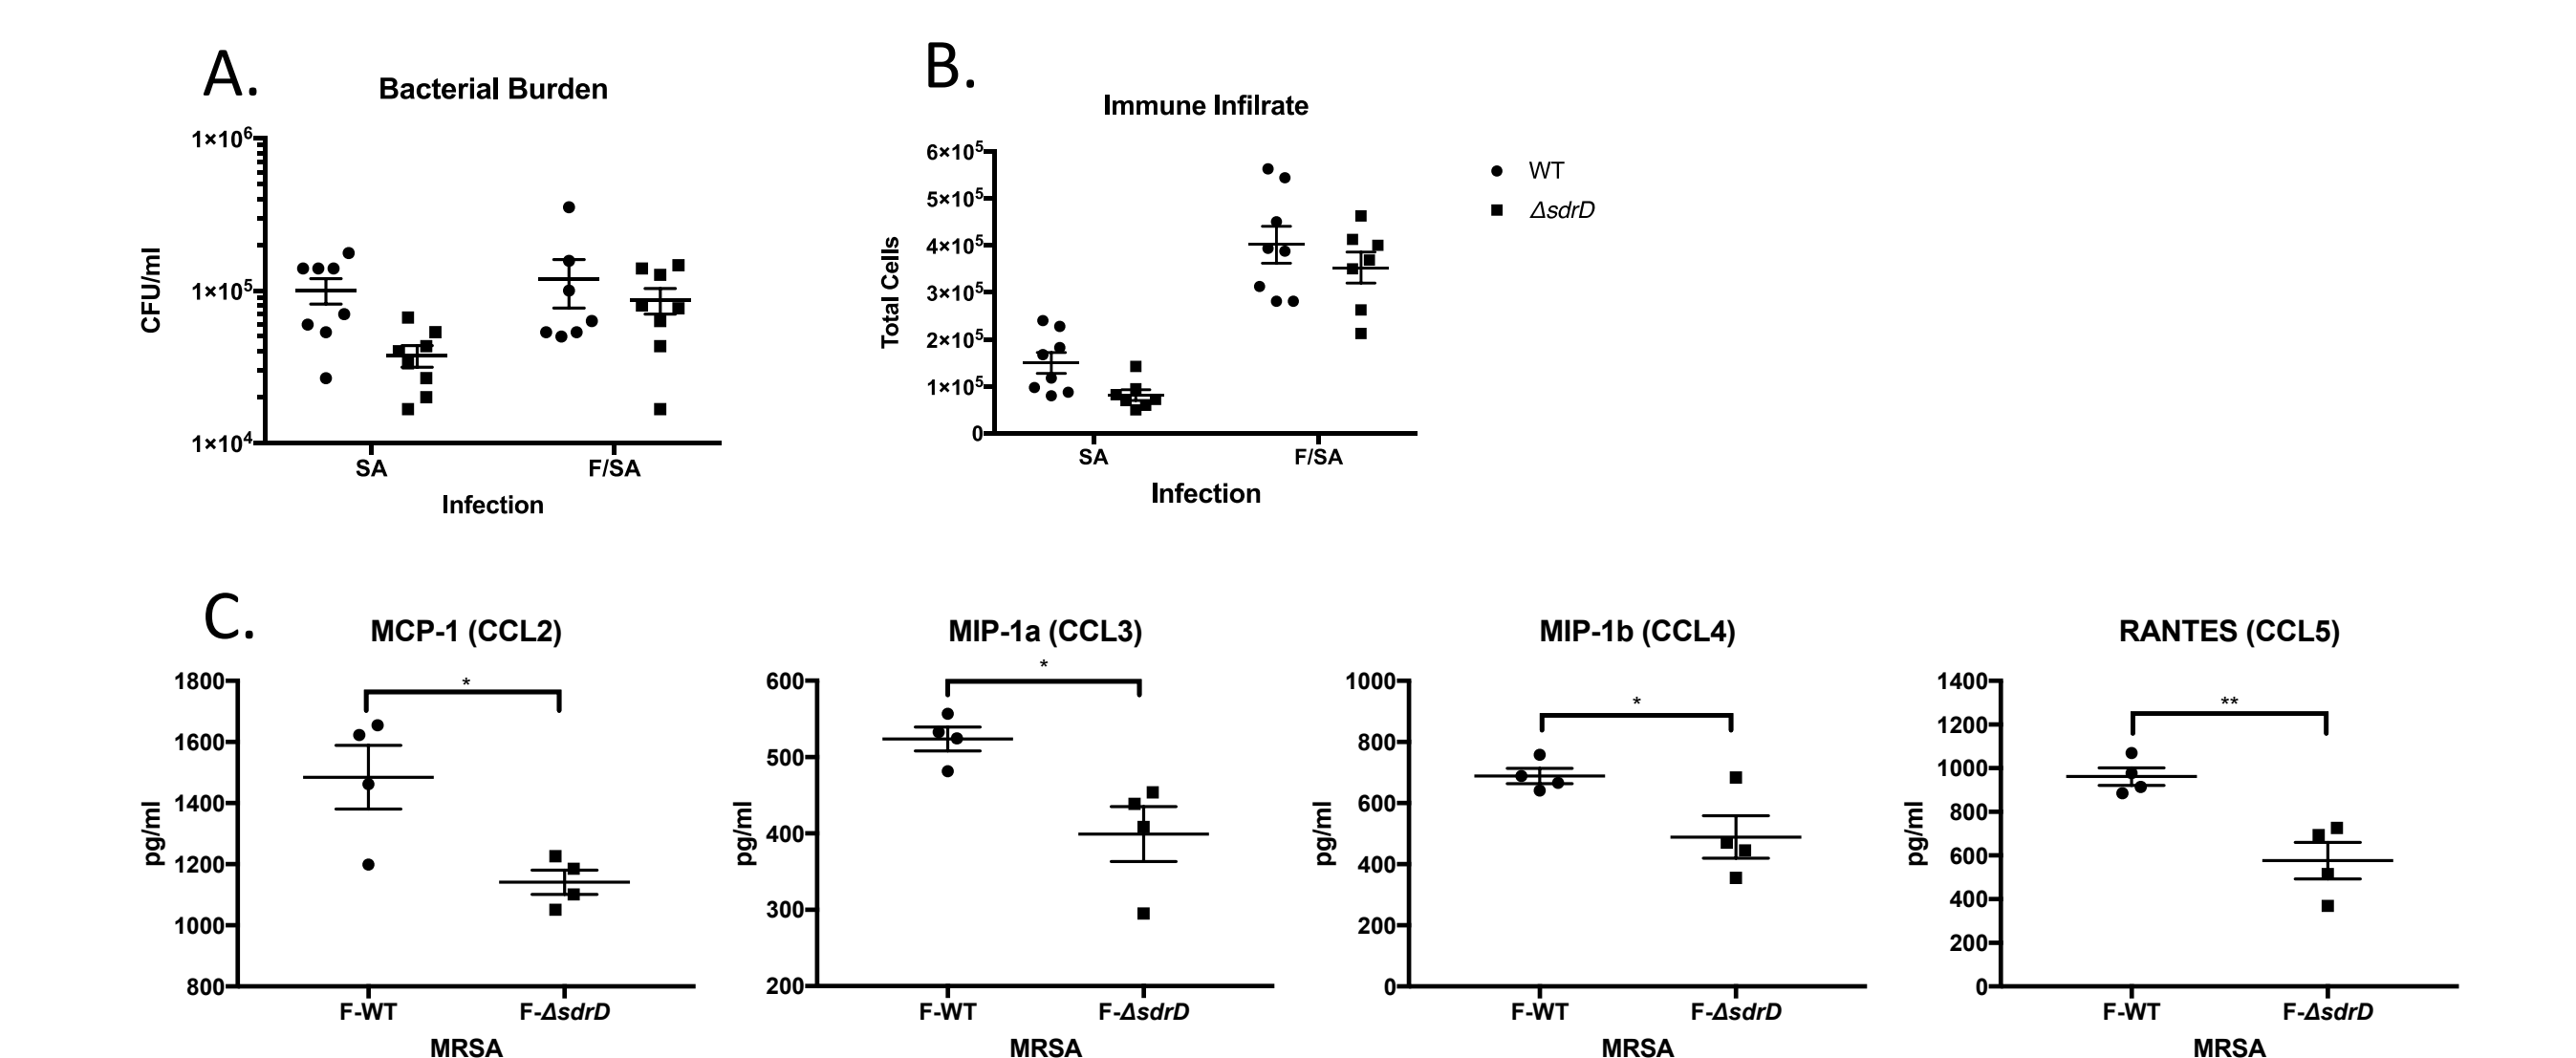 A.
Bacterial Burden
CFU/ml
1×10⁶
1×10⁵
1×10⁴
SA
F/SA
Infection
B.
Immune Infilrate
Total Cells
6×10⁵
5×10⁵
4×10⁵
3×10⁵
2×10⁵
1×10⁵
0
SA
F/SA
Infection
WT
ΔsdrD
C.
MCP-1 (CCL2)
pg/ml
1800
1600
1400
1200
1000
800
*
F-WT
F-ΔsdrD
MRSA
MIP-1a (CCL3)
pg/ml
600
500
400
300
200
*
F-WT
F-ΔsdrD
MRSA
MIP-1b (CCL4)
pg/ml
1000
800
600
400
200
0
*
F-WT
F-ΔsdrD
MRSA
RANTES (CCL5)
pg/ml
1400
1200
1000
800
600
400
200
0
**
F-WT
F-ΔsdrD
MRSA